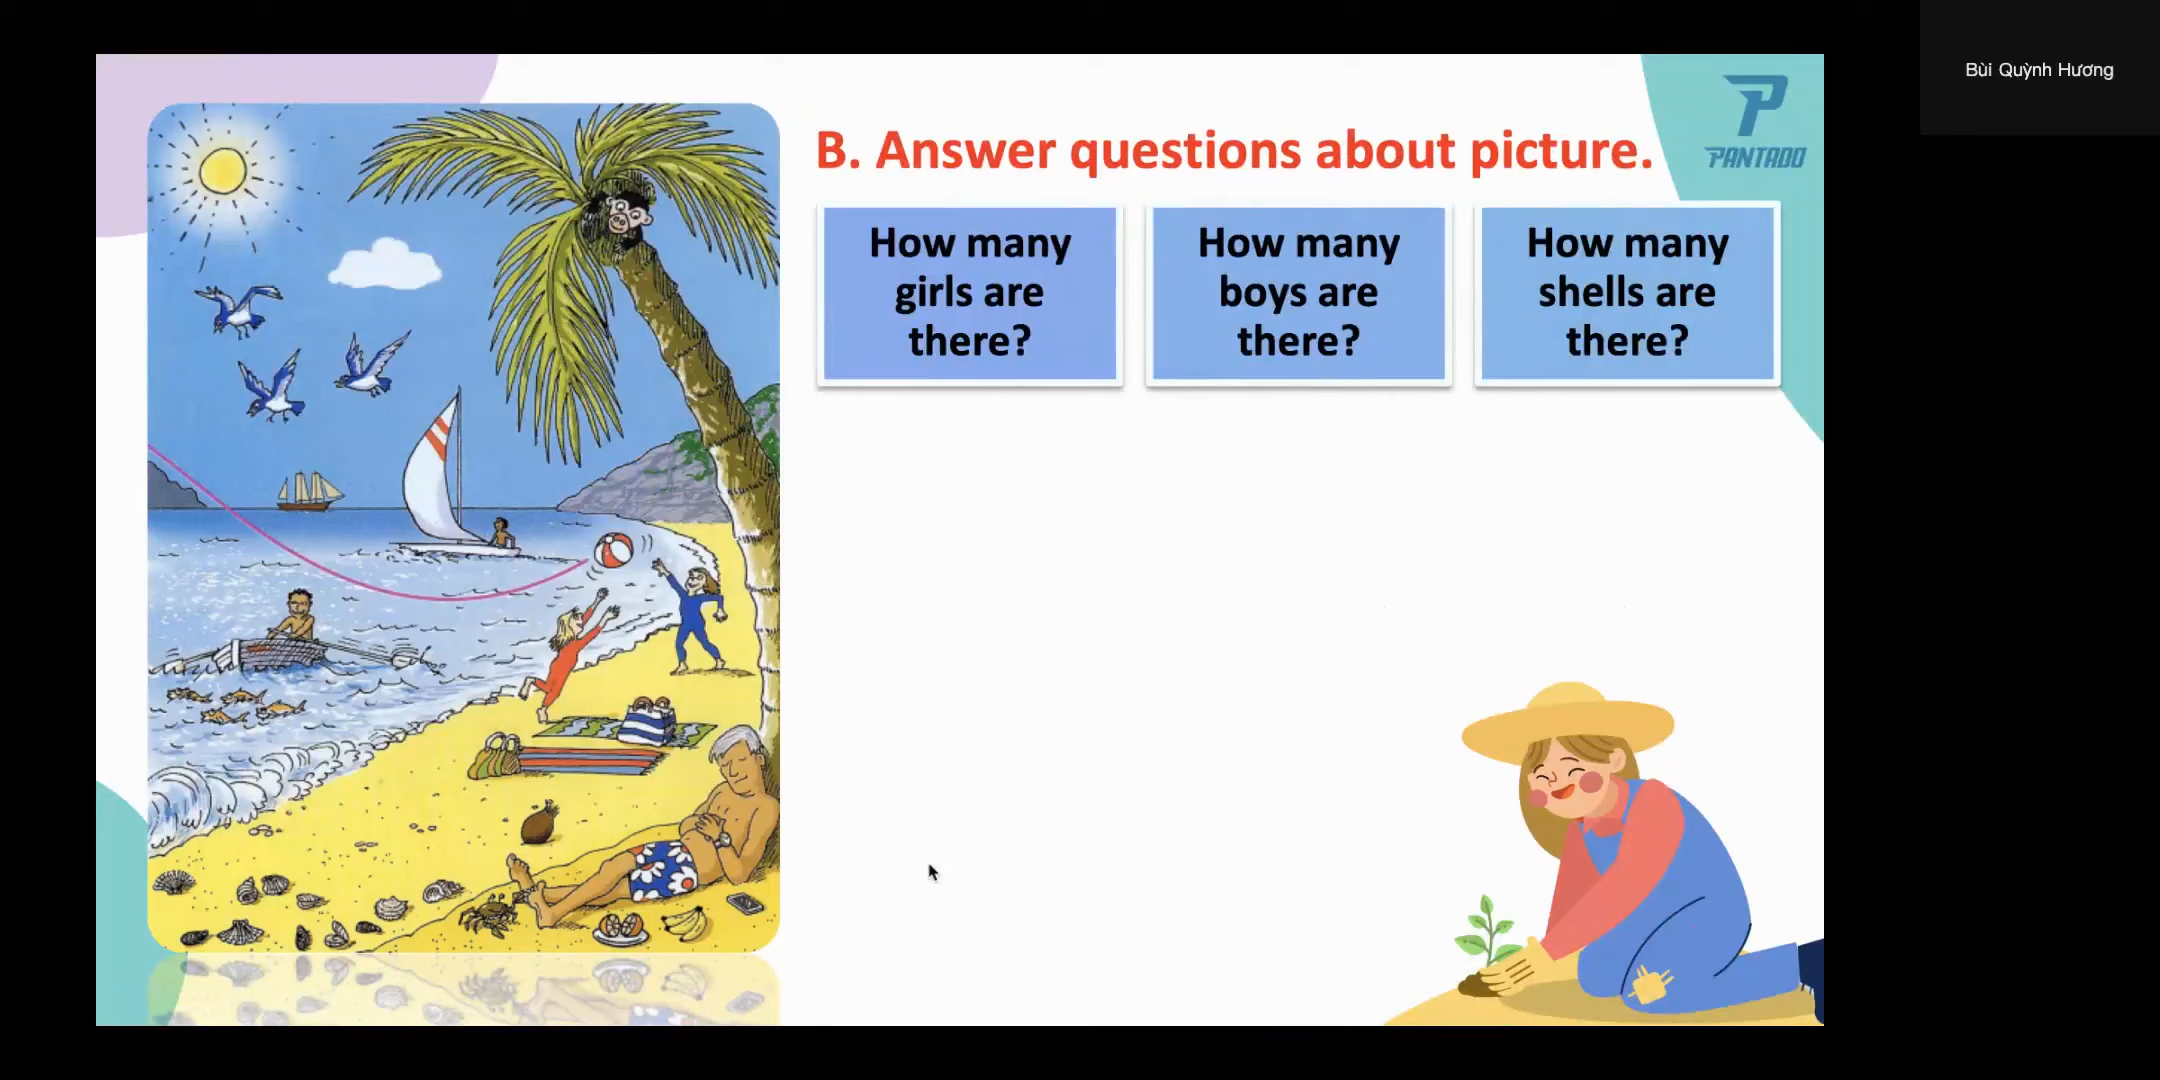 Bùi Quỳnh Hương
B. Answer questions about picture.
PANTADO
How many
girls are
there?
How many
boys are
there?
How many
shells are
there?